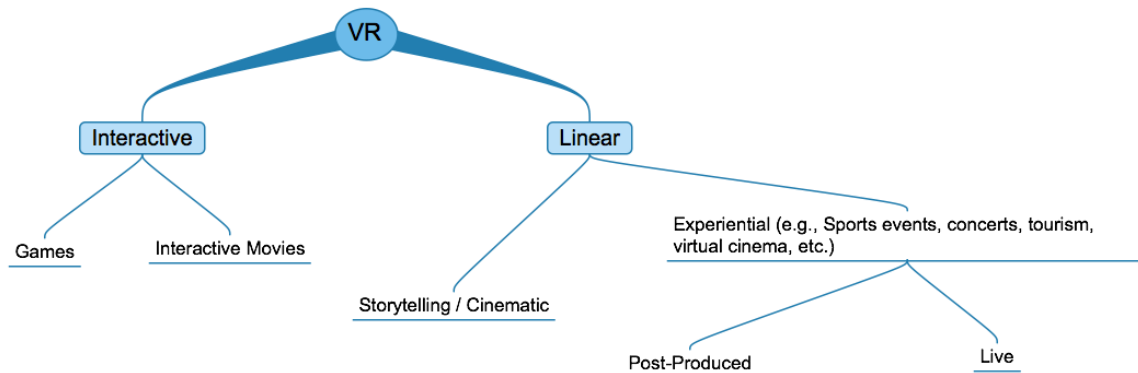 VR
Interactive
Linear
Games
Interactive Movies
Experiential (e.g., Sports events, concerts, tourism,
virtual cinema, etc.)
Storytelling / Cinematic
Post-Produced
Live